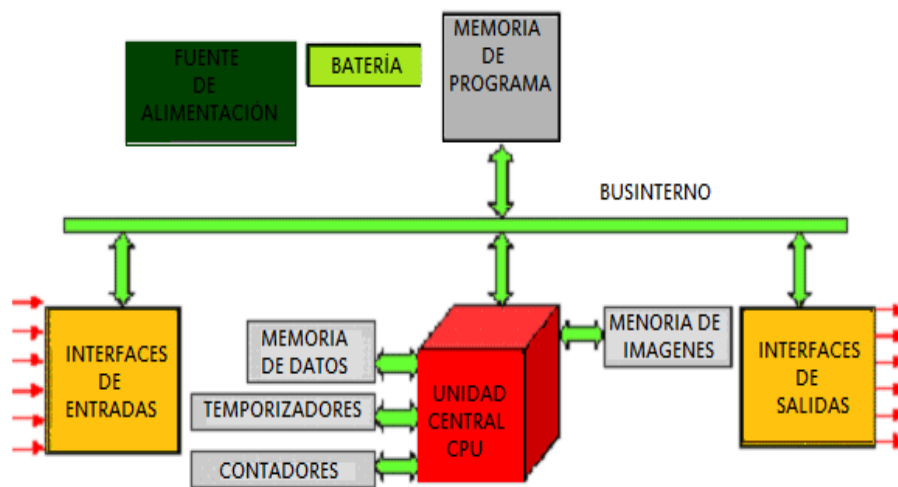 FUENTE
DE
ALIMENTACIÓN
BATERÍA
MEMORIA
DE
PROGRAMA
BUSINTERNO
INTERFACES
DE
ENTRADAS
MEMORIA
DE DATOS
TEMPORIZADORES
CONTADORES
UNIDAD
CENTRAL
CPU
MENORIA DE
IMAGENES
INTERFACES
DE
SALIDAS